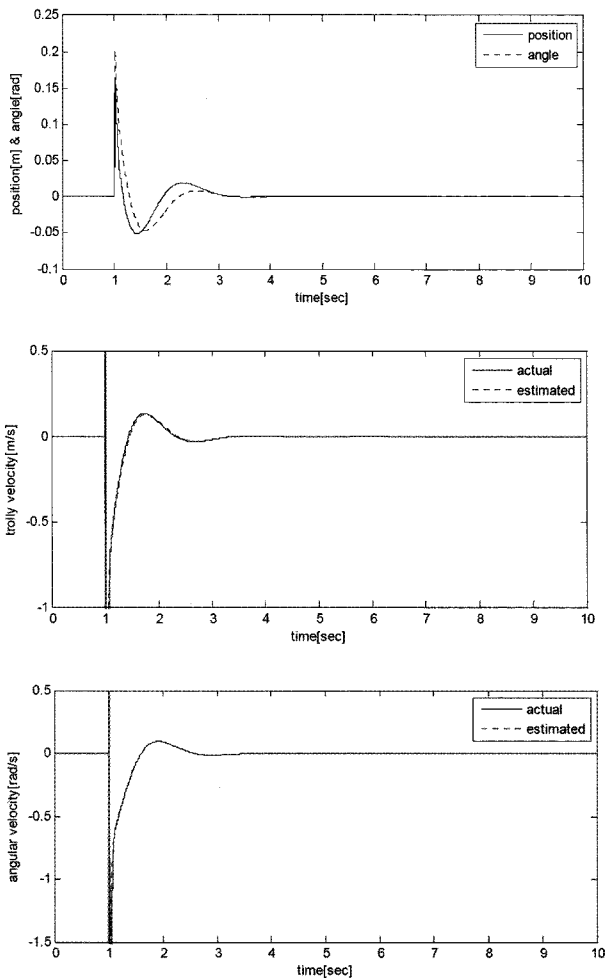 0.25
0.2
0.15
0.1
0.05
0
-0.05
-0.1
position[m] & angle[rad]
position
angle
0 1 2 3 4 5 6 7 8 9 10
time[sec]
0.5
0
-0.5
-1
trolly velocity[m/s]
actual
estimated
0 1 2 3 4 5 6 7 8 9 10
time[sec]
0.5
0
-0.5
-1
-1.5
angular velocity[rad/s]
actual
estimated
0 1 2 3 4 5 6 7 8 9 10
time[sec]